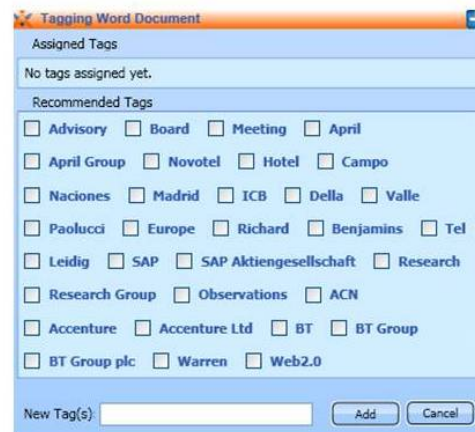 Tagging Word Document
Assigned Tags
No tags assigned yet.
Recommended Tags
Advisory Board Meeting April
April Group Novotel Hotel Campo
Naciones Madrid ICB Della Valle
Paolucci Europe Richard Benjamins Tel
Leidig SAP SAP Aktiengesellschaft Research
Research Group Observations ACN
Accenture Accenture Ltd BT BT Group
BT Group plc Warren Web2.0
New Tag(s): Add Cancel